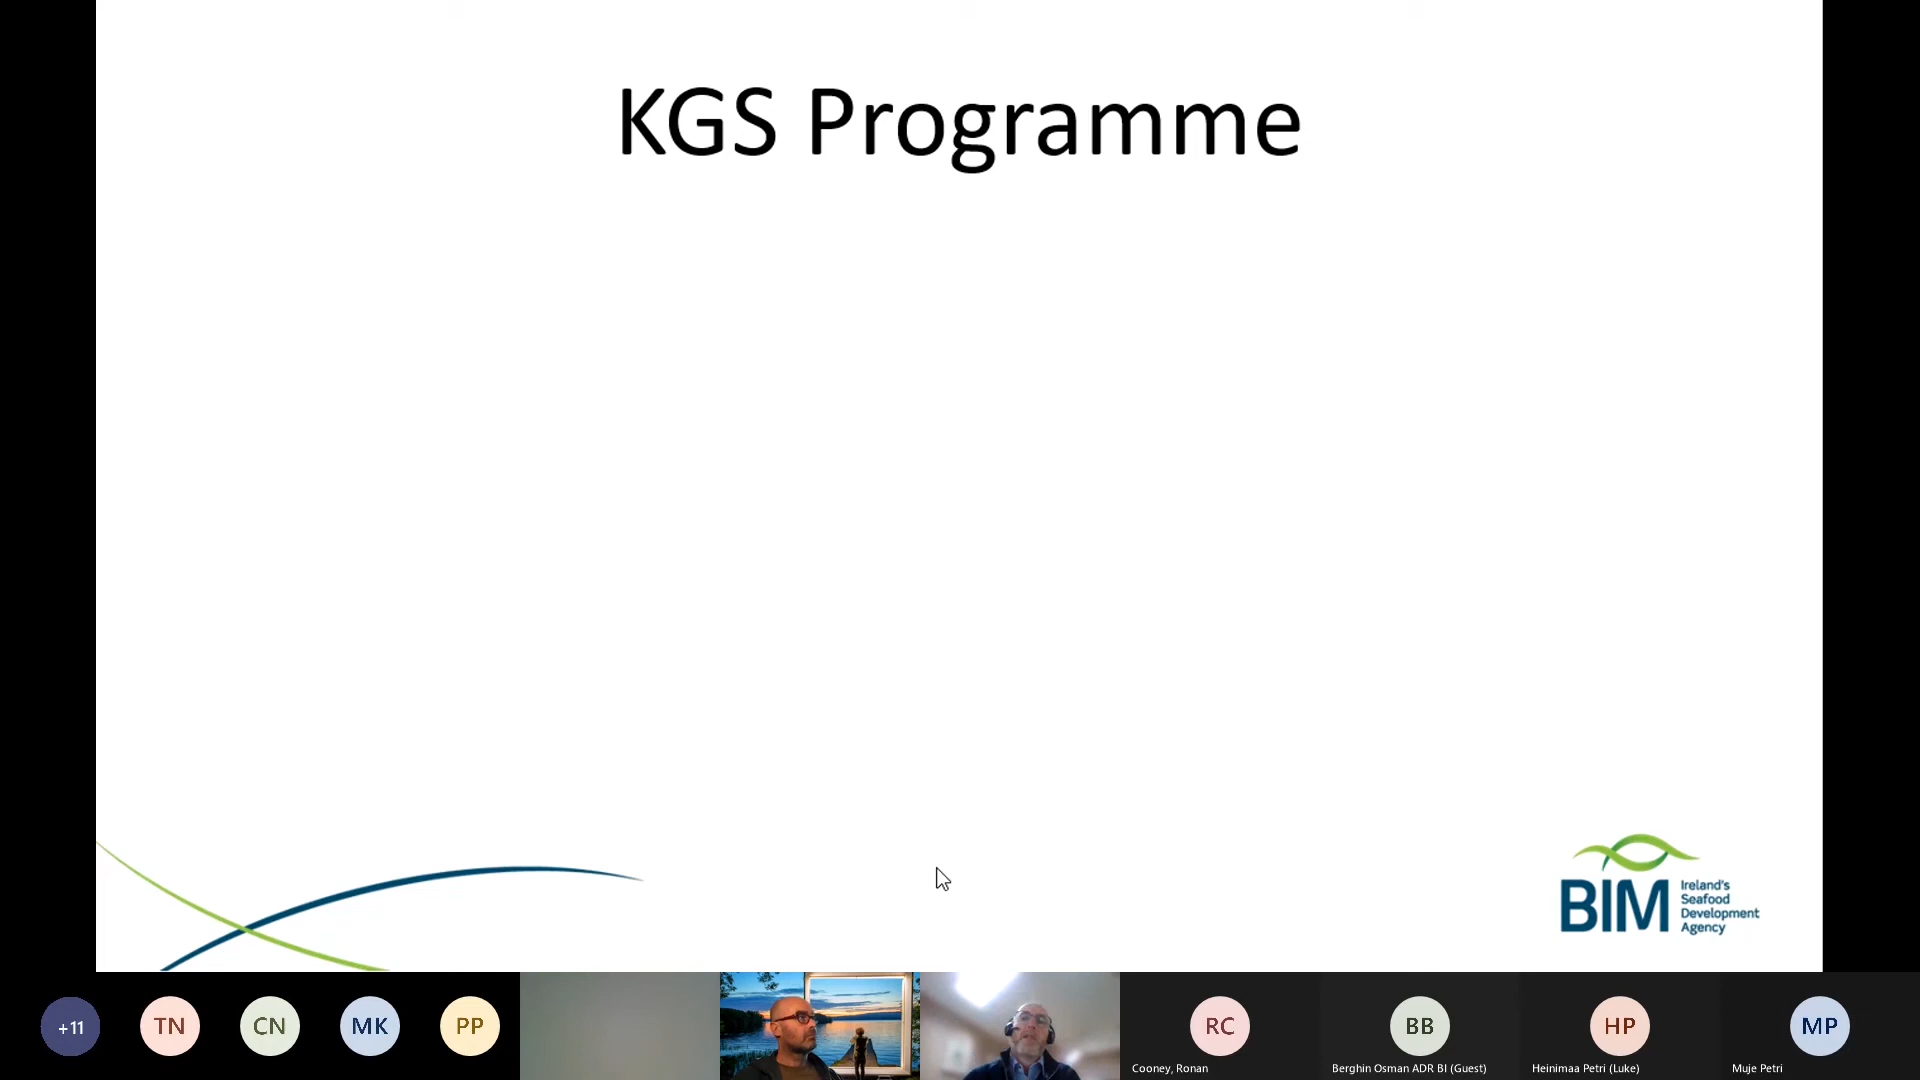 KGS Programme
BIM
Ireland's
Seafood
Development
Agency
+11
TN
CN
MK
PP
RC
Cooney, Ronan
BB
Berghin Osman ADR BI (Guest)
HP
Heinimaa Petri (Luke)
MP
Muje Petri